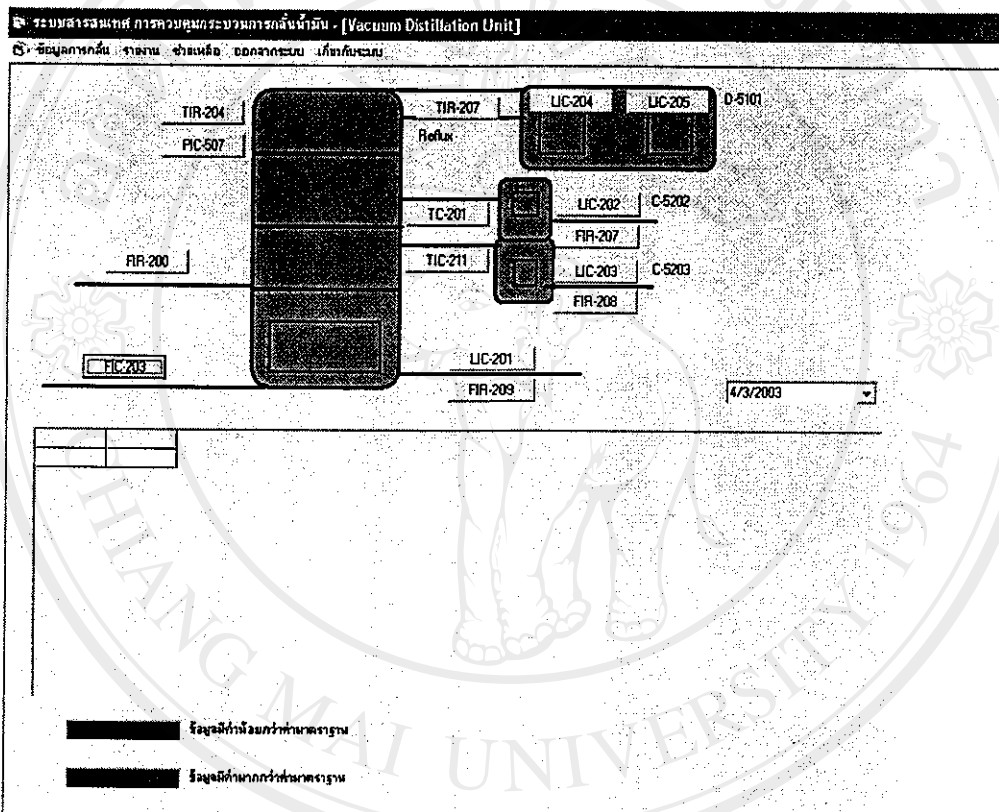 ระบบสารสนเทศ การควบคุมกระบวนการกลั่นน้ำมัน - [Vacuum Distillation Unit]
ข้อมูลการกลั่น รายงาน ช่วยเหลือ ออกจากระบบ เกี่ยวกับระบบ
TIR-204
TIR-207
LIC-204
LIC-205
D-5101
PIC-507
Reflux
TC-201
LIC-202
C-5202
FIR-207
FIR-200
TIC-211
LIC-203
C-5203
FIR-208
FIC-203
LIC-201
FIR-209
4/3/2003
ข้อมูลมีค่าน้อยกว่าค่ามาตราฐาน
ข้อมูลมีค่ามากกว่าค่ามาตราฐาน
CHIANG MAI UNIVERSITY 1964